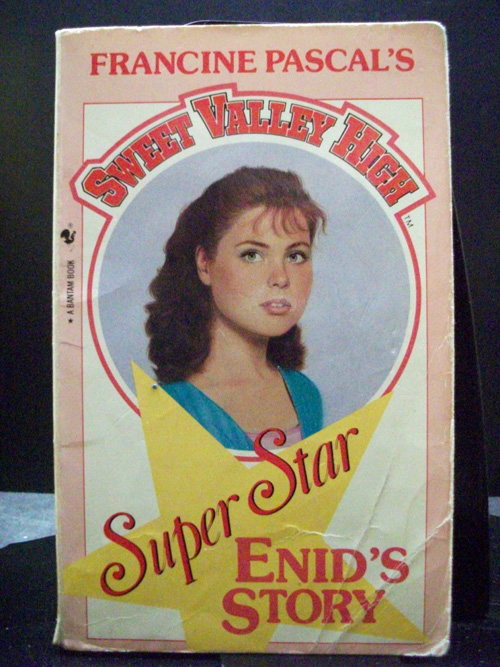 FRANCINE PASCAL'S
SWEET VALLEY HIGH
TM
★ A BANTAM BOOK ®
Super Star
ENID'S
STORY